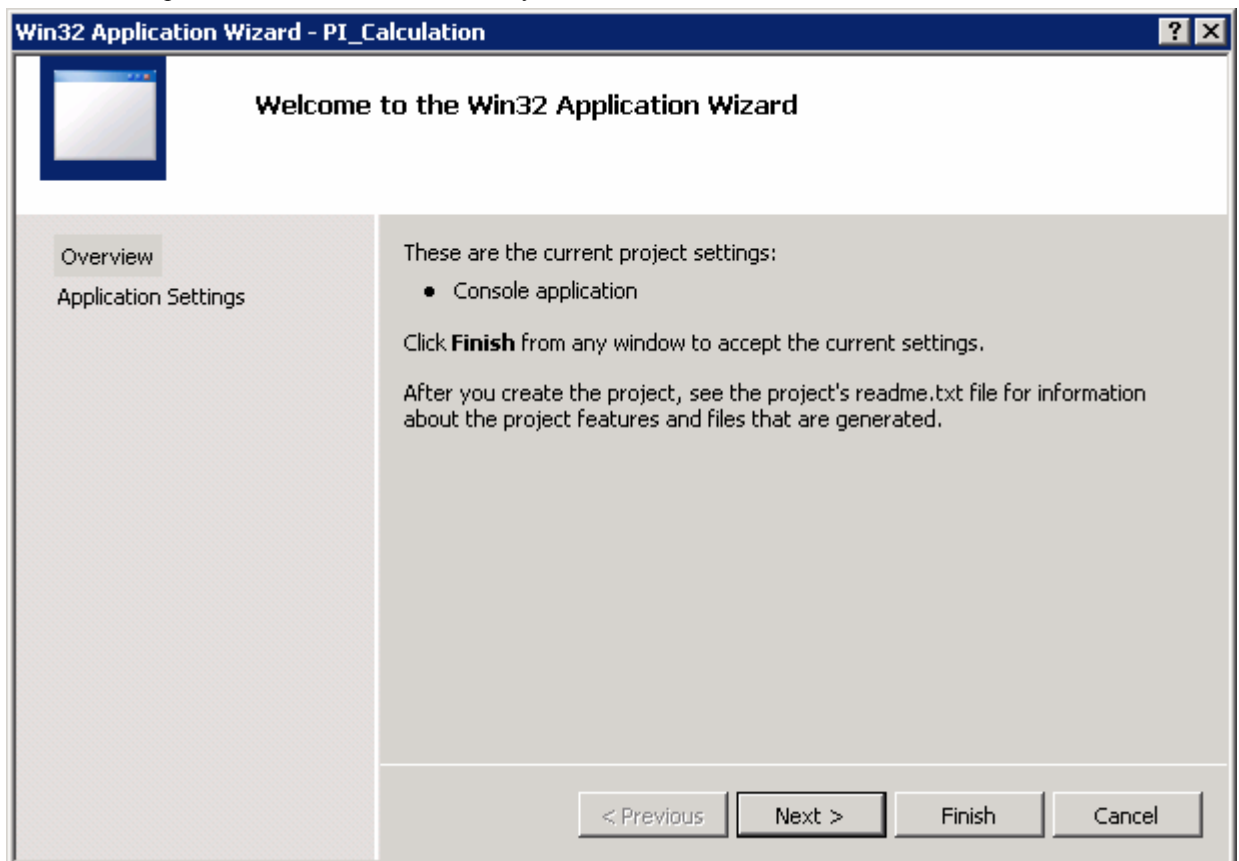 Win32 Application Wizard - PI_Calculation
Welcome to the Win32 Application Wizard
Overview
Application Settings
These are the current project settings:
• Console application
Click Finish from any window to accept the current settings.
After you create the project, see the project's readme.txt file for information
about the project features and files that are generated.
< Previous
Next >
Finish
Cancel